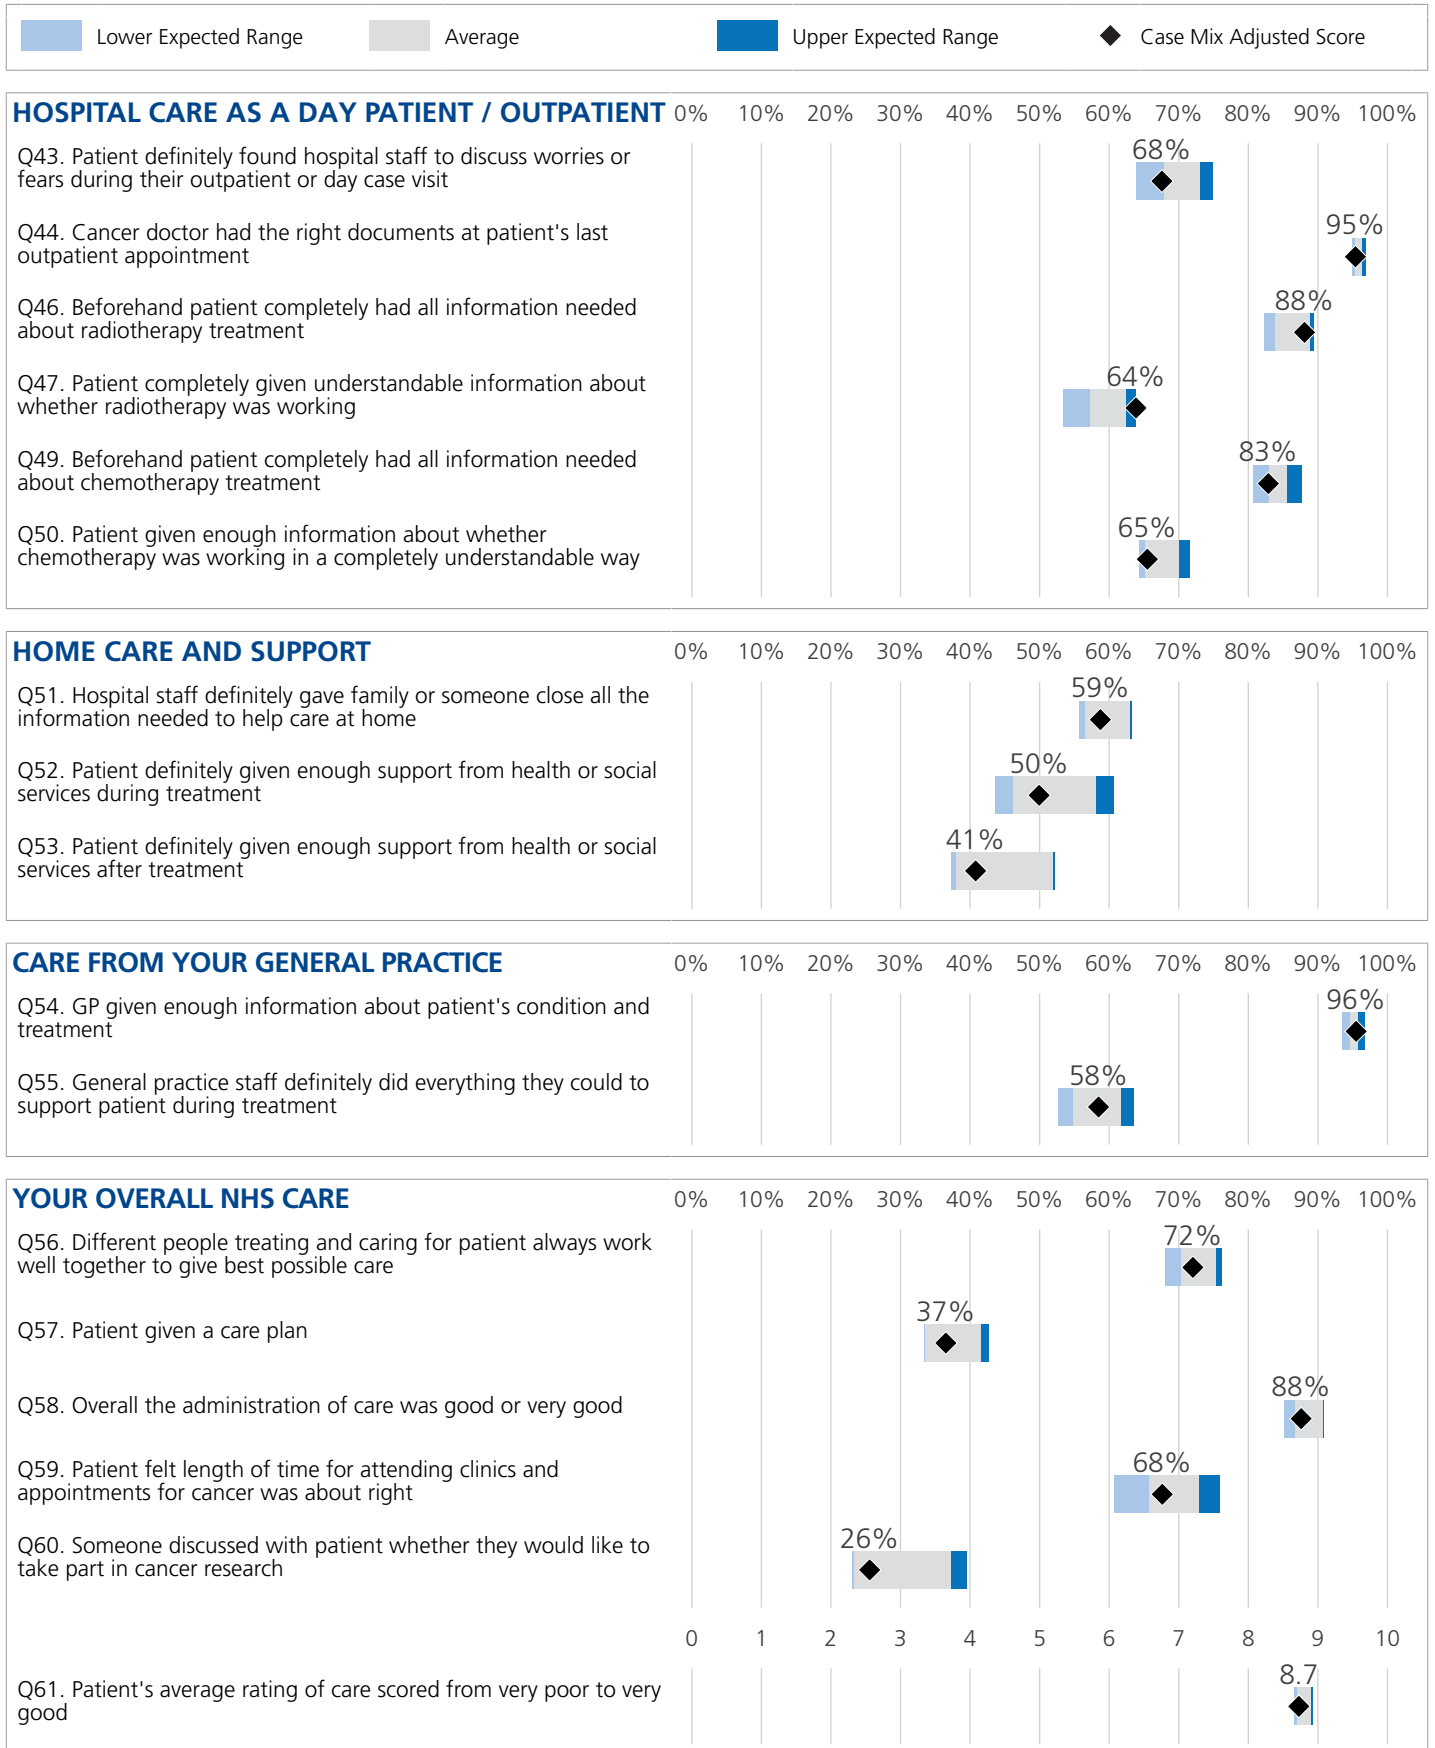 Lower Expected Range Average Upper Expected Range Case Mix Adjusted Score
HOSPITAL CARE AS A DAY PATIENT / OUTPATIENT 0% 10% 20% 30% 40% 50% 60% 70% 80% 90% 100%
Q43. Patient definitely found hospital staff to discuss worries or
fears during their outpatient or day case visit
68%
Q44. Cancer doctor had the right documents at patient's last
outpatient appointment
95%
Q46. Beforehand patient completely had all information needed
about radiotherapy treatment
88%
Q47. Patient completely given understandable information about
whether radiotherapy was working
64%
Q49. Beforehand patient completely had all information needed
about chemotherapy treatment
83%
Q50. Patient given enough information about whether
chemotherapy was working in a completely understandable way
65%
HOME CARE AND SUPPORT 0% 10% 20% 30% 40% 50% 60% 70% 80% 90% 100%
Q51. Hospital staff definitely gave family or someone close all the
information needed to help care at home
59%
Q52. Patient definitely given enough support from health or social
services during treatment
50%
Q53. Patient definitely given enough support from health or social
services after treatment
41%
CARE FROM YOUR GENERAL PRACTICE 0% 10% 20% 30% 40% 50% 60% 70% 80% 90% 100%
Q54. GP given enough information about patient's condition and
treatment
96%
Q55. General practice staff definitely did everything they could to
support patient during treatment
58%
YOUR OVERALL NHS CARE 0% 10% 20% 30% 40% 50% 60% 70% 80% 90% 100%
Q56. Different people treating and caring for patient always work
well together to give best possible care
72%
Q57. Patient given a care plan
37%
Q58. Overall the administration of care was good or very good
88%
Q59. Patient felt length of time for attending clinics and
appointments for cancer was about right
68%
Q60. Someone discussed with patient whether they would like to
take part in cancer research
26%
0 1 2 3 4 5 6 7 8 9 10
Q61. Patient's average rating of care scored from very poor to very
good
8.7